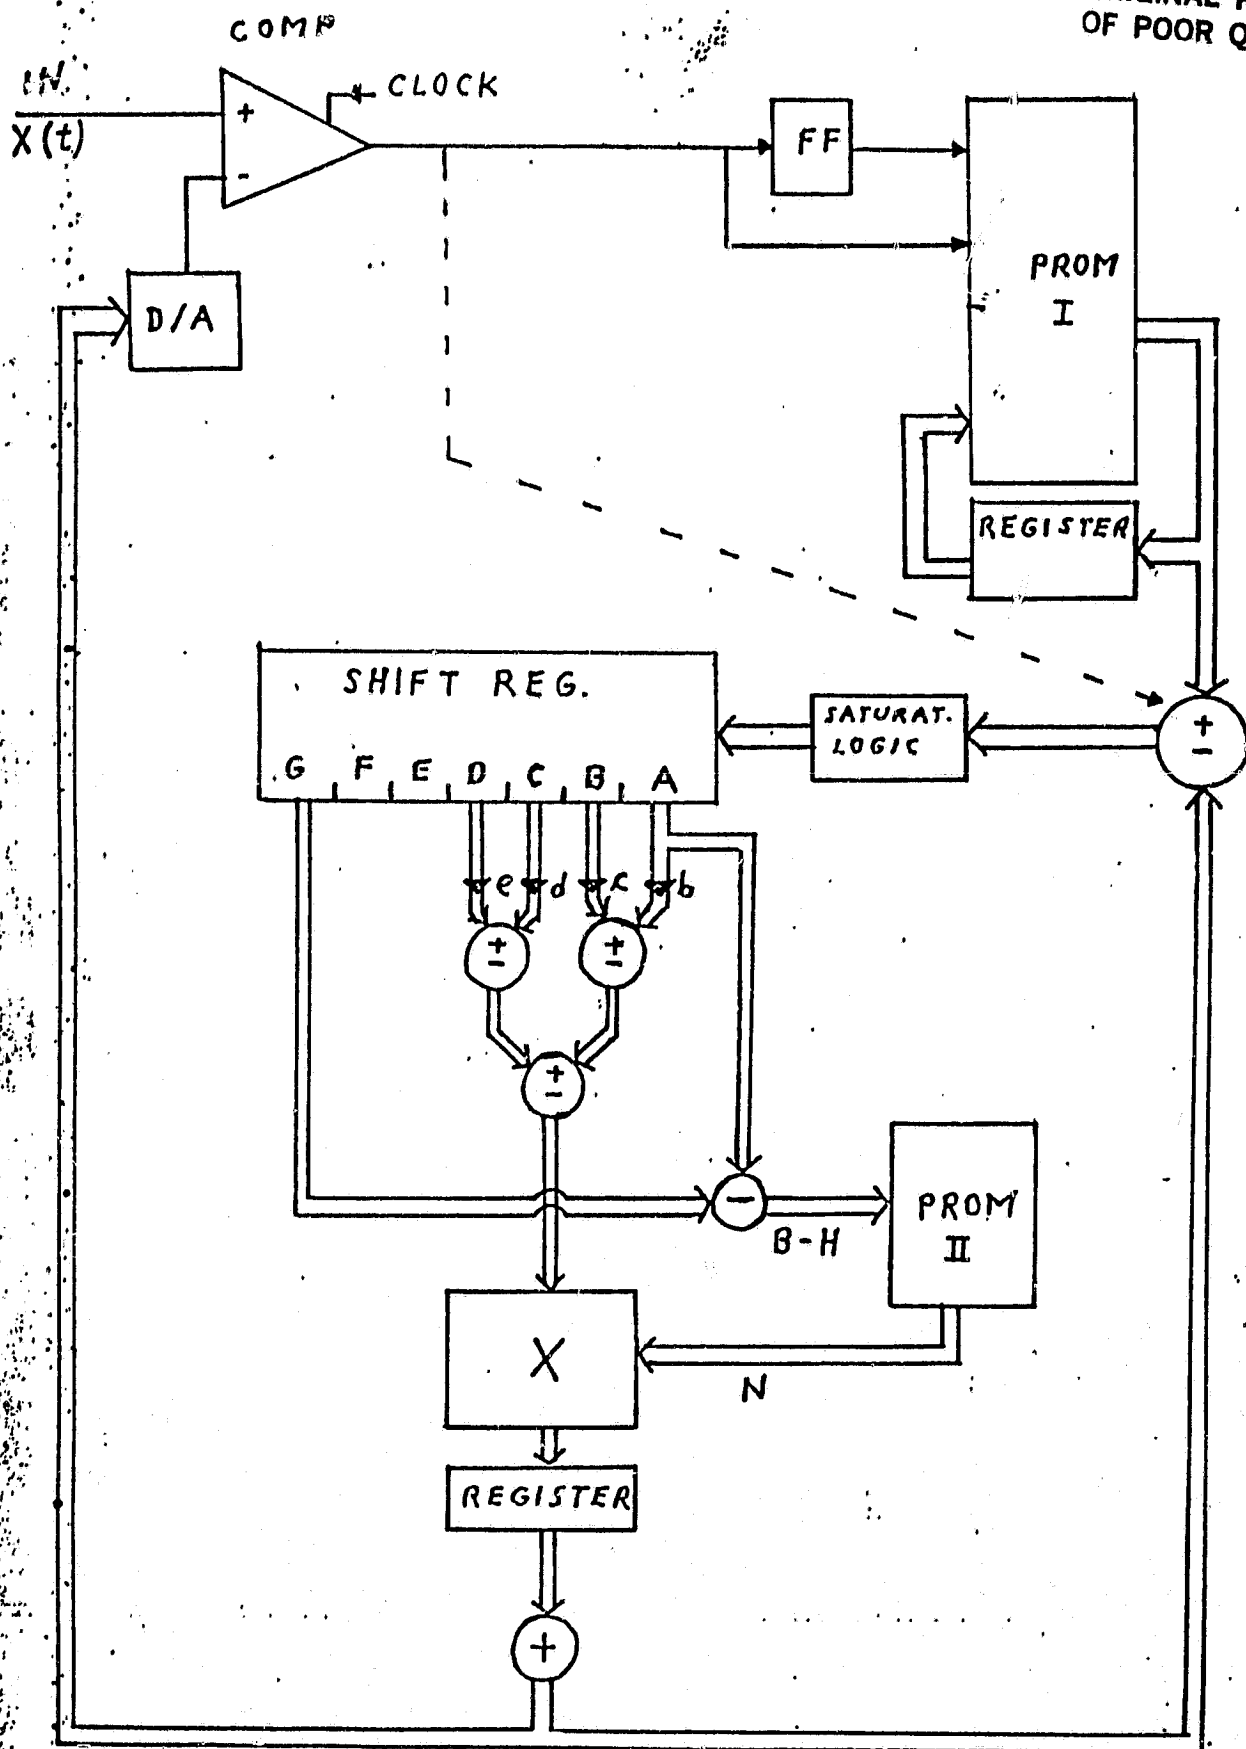 OF POOR Q
COMP
IN.
X(t)
+
-
CLOCK
FF
PROM
I
D/A
REGISTER
SHIFT REG.
G F E D C B A
SATURAT.
LOGIC
+
-
e d c b
+
-
+
-
+
-
-
B-H
PROM
II
X
N
REGISTER
+